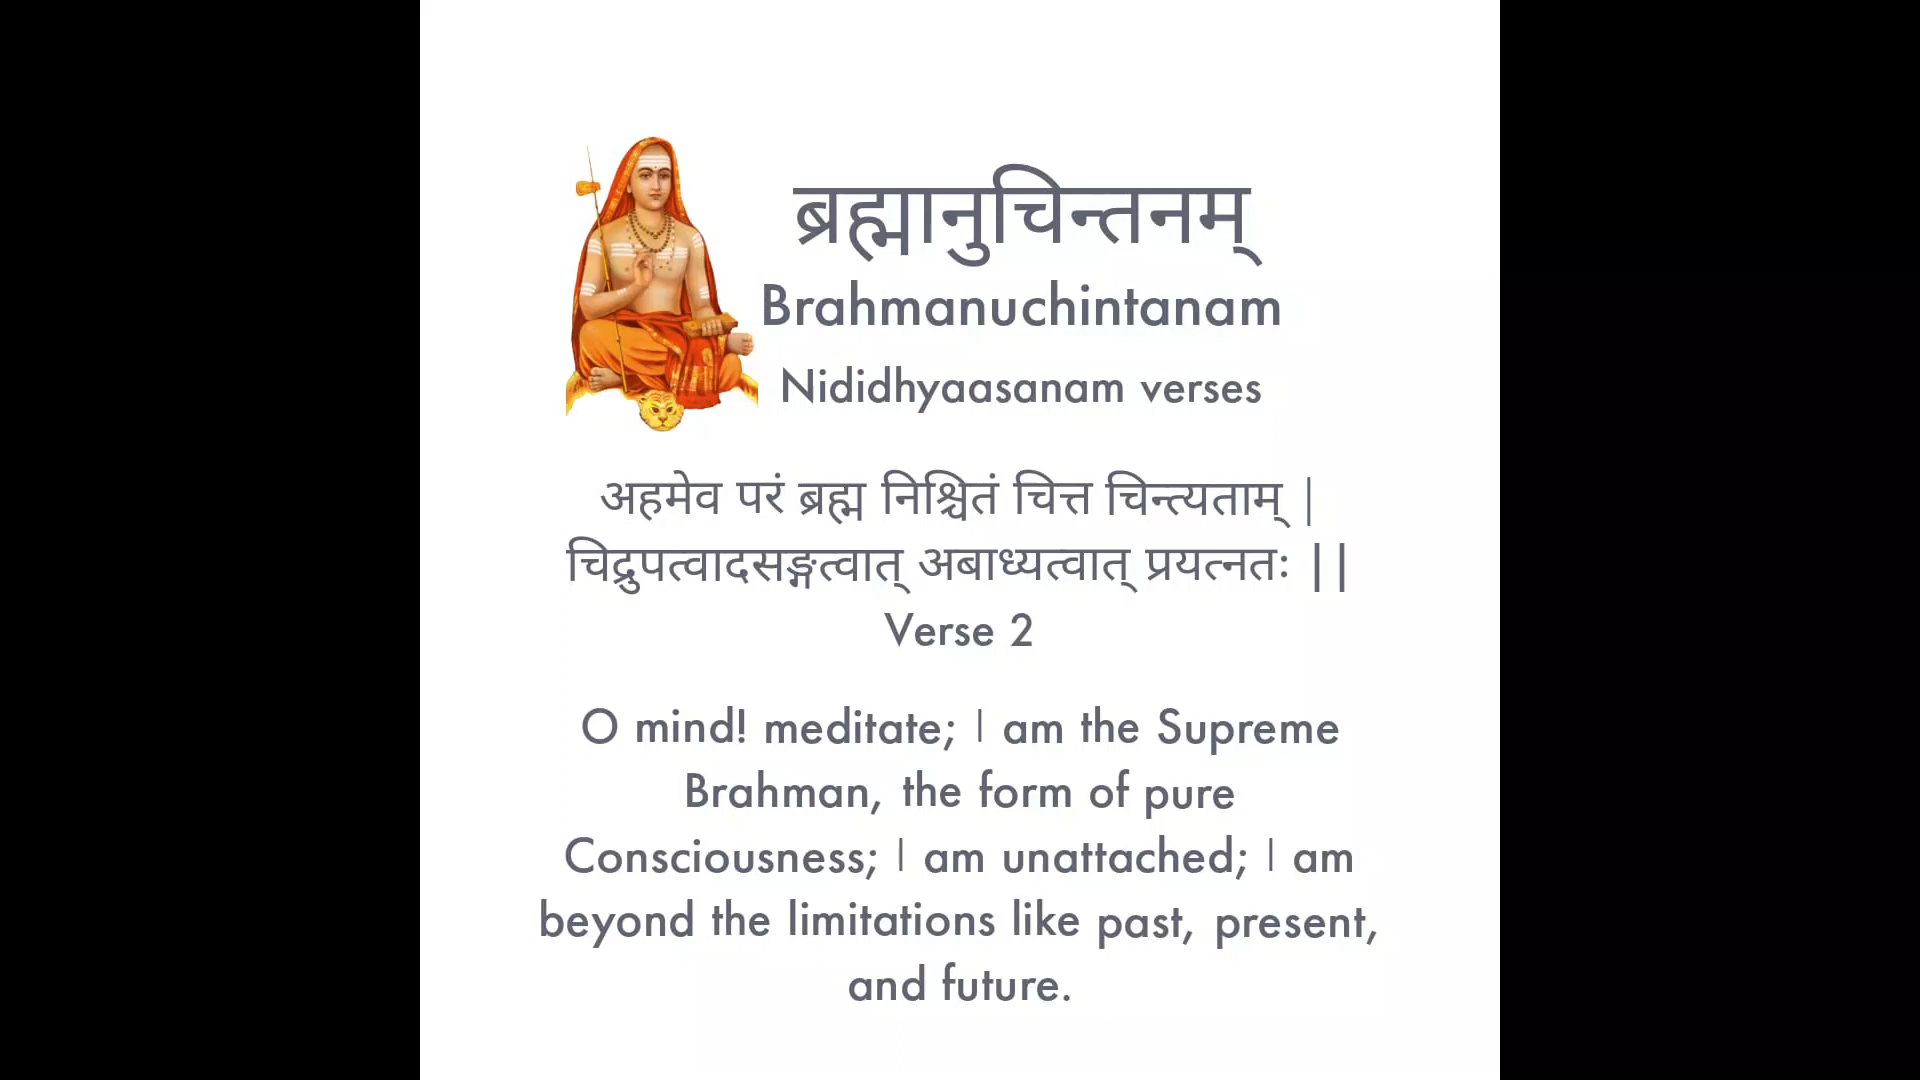 ब्रह्मानुचिन्तनम्
Brahmanuchintanam
Nididhyaasanam verses
अहमेव परं ब्रह्म निश्चितं चित्त चिन्त्यताम् |
चिद्रुपत्वादसङ्गत्वात् अबाध्यत्वात् प्रयत्नतः ||
Verse 2
O mind! meditate; I am the Supreme
Brahman, the form of pure
Consciousness; I am unattached; I am
beyond the limitations like past, present,
and future.